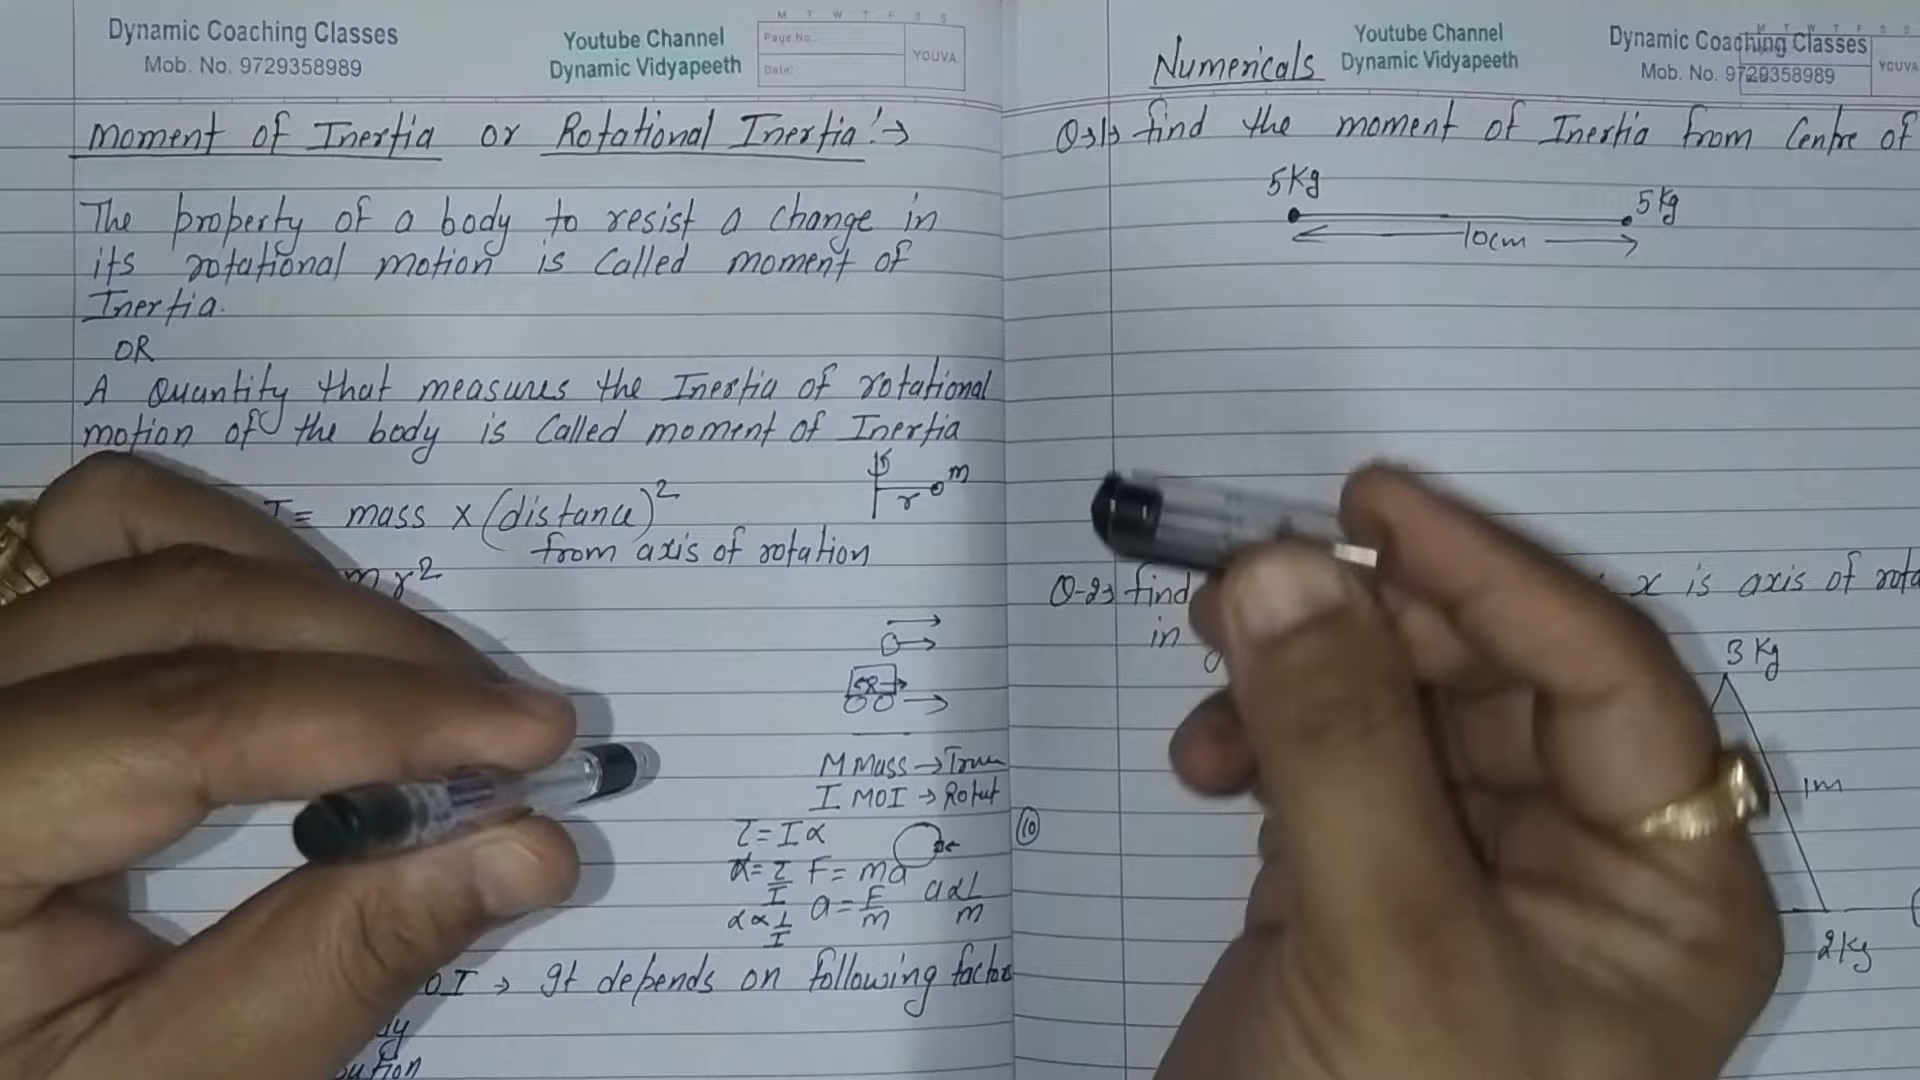 Dynamic Coaching Classes
Mob. No. 9729358989
Youtube Channel
Dynamic Vidyapeeth
M T W T F S S
Page No.
Date:
YOUVA
Moment of Inertia or Rotational Inertia:→
The property of a body to resist a change in
its rotational motion is called moment of
Inertia.
OR
A Quantity that measures the Inertia of rotational
motion of the body is called moment of Inertia
I = mass × (distance)²
from axis of rotation
m r²
r m
M Mass →
I MOI → Rotat
τ = Iα
α = τ/I F = ma
α ∝ 1/I a = F/m a α 1/m
OI → It depends on following factor
Numericals
Youtube Channel
Dynamic Vidyapeeth
Dynamic Coaching Classes
Mob. No. 9729358989
YOUVA
Q→1→ find the moment of Inertia from Centre of
5Kg
5Kg
10cm
Q-2→ find x is axis of rota
in
3 Kg
1m
10
2Kg